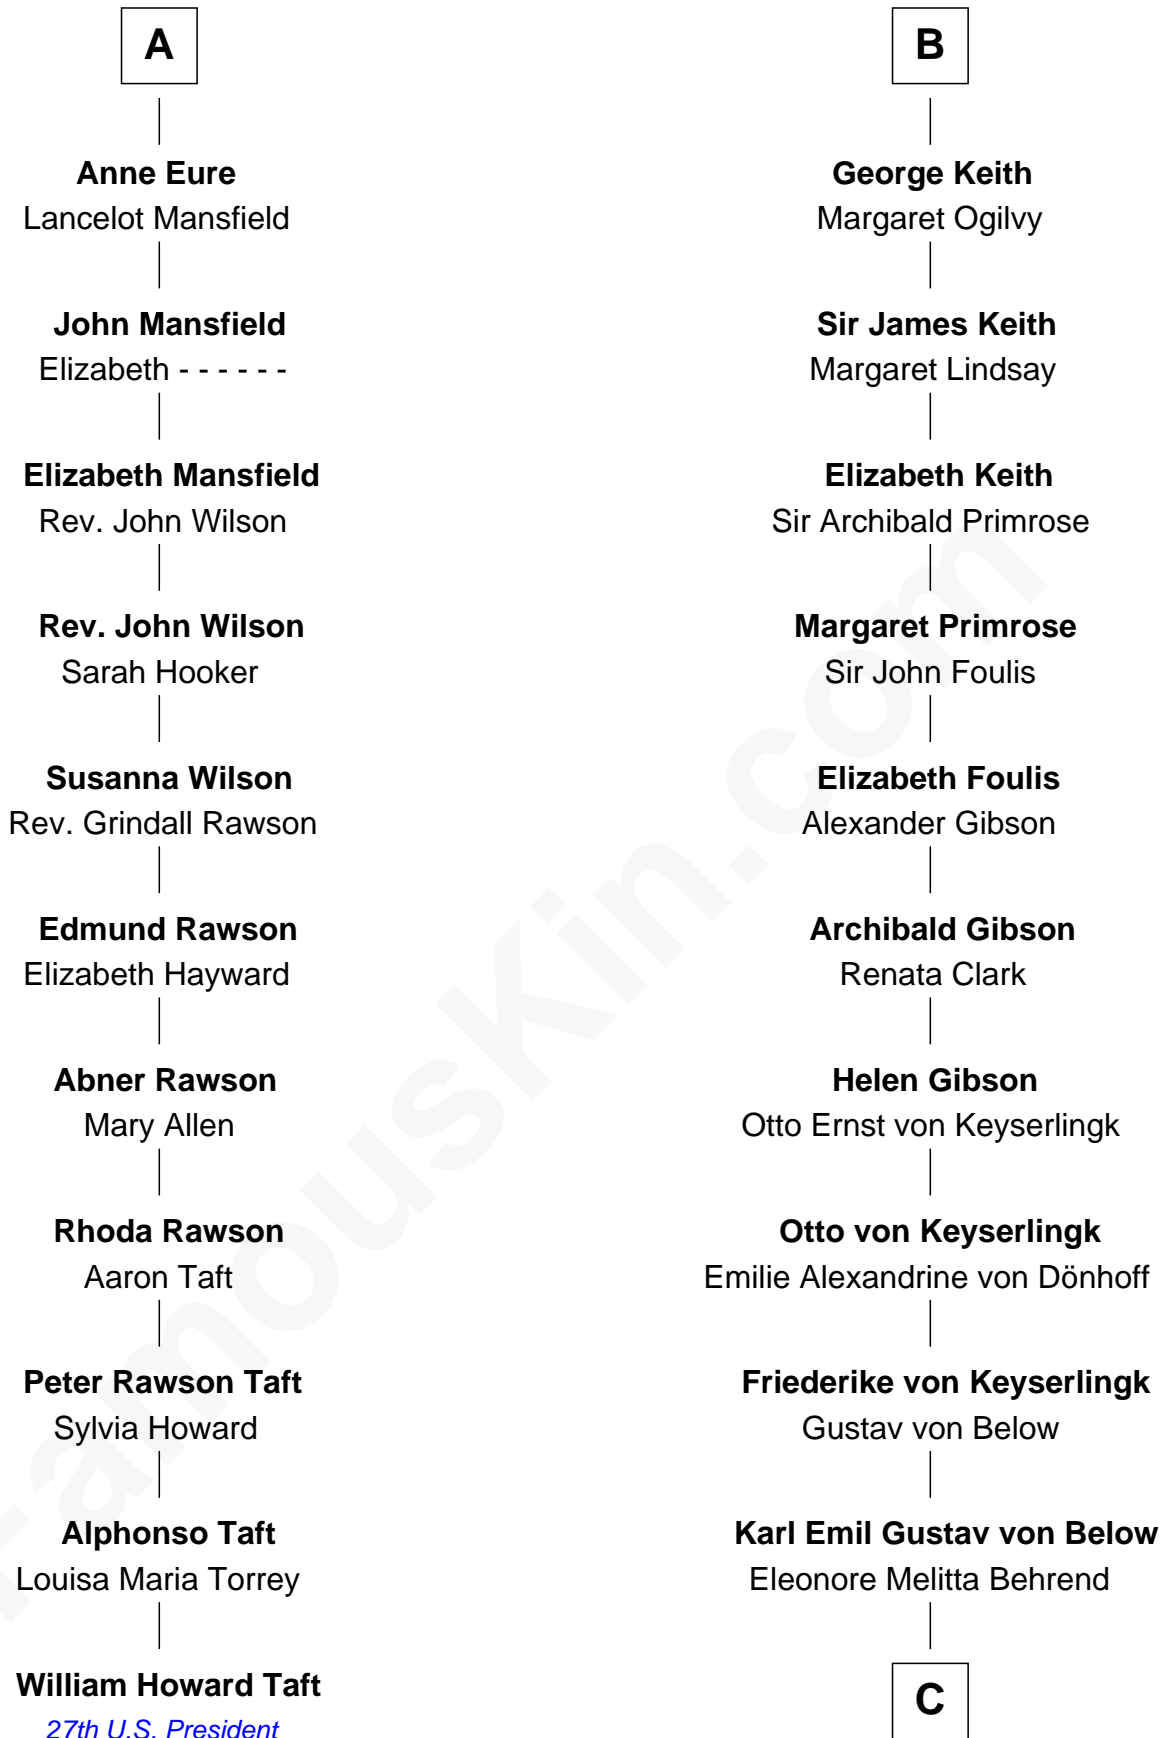 A
Anne Eure
Lancelot Mansfield
John Mansfield
Elizabeth - - - - - -
Elizabeth Mansfield
Rev. John Wilson
Rev. John Wilson
Sarah Hooker
Susanna Wilson
Rev. Grindall Rawson
Edmund Rawson
Elizabeth Hayward
Abner Rawson
Mary Allen
Rhoda Rawson
Aaron Taft
Peter Rawson Taft
Sylvia Howard
Alphonso Taft
Louisa Maria Torrey
William Howard Taft
27th U.S. President
B
George Keith
Margaret Ogilvy
Sir James Keith
Margaret Lindsay
Elizabeth Keith
Sir Archibald Primrose
Margaret Primrose
Sir John Foulis
Elizabeth Foulis
Alexander Gibson
Archibald Gibson
Renata Clark
Helen Gibson
Otto Ernst von Keyserlingk
Otto von Keyserlingk
Emilie Alexandrine von Dönhoff
Friederike von Keyserlingk
Gustav von Below
Karl Emil Gustav von Below
Eleonore Melitta Behrend
C
FamousKin.com